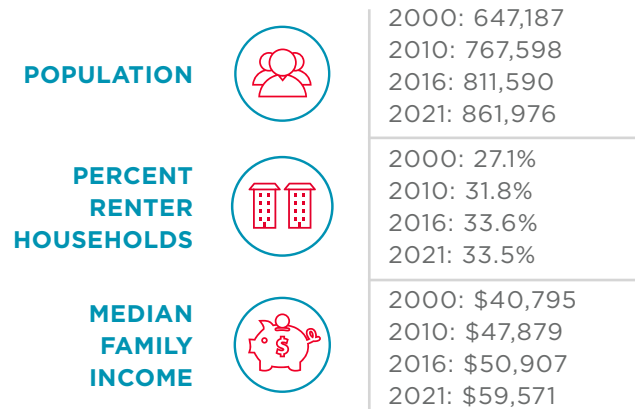 POPULATION
2000: 647,187
2010: 767,598
2016: 811,590
2021: 861,976
PERCENT
RENTER
HOUSEHOLDS
2000: 27.1%
2010: 31.8%
2016: 33.6%
2021: 33.5%
MEDIAN
FAMILY
INCOME
$
2000: $40,795
2010: $47,879
2016: $50,907
2021: $59,571